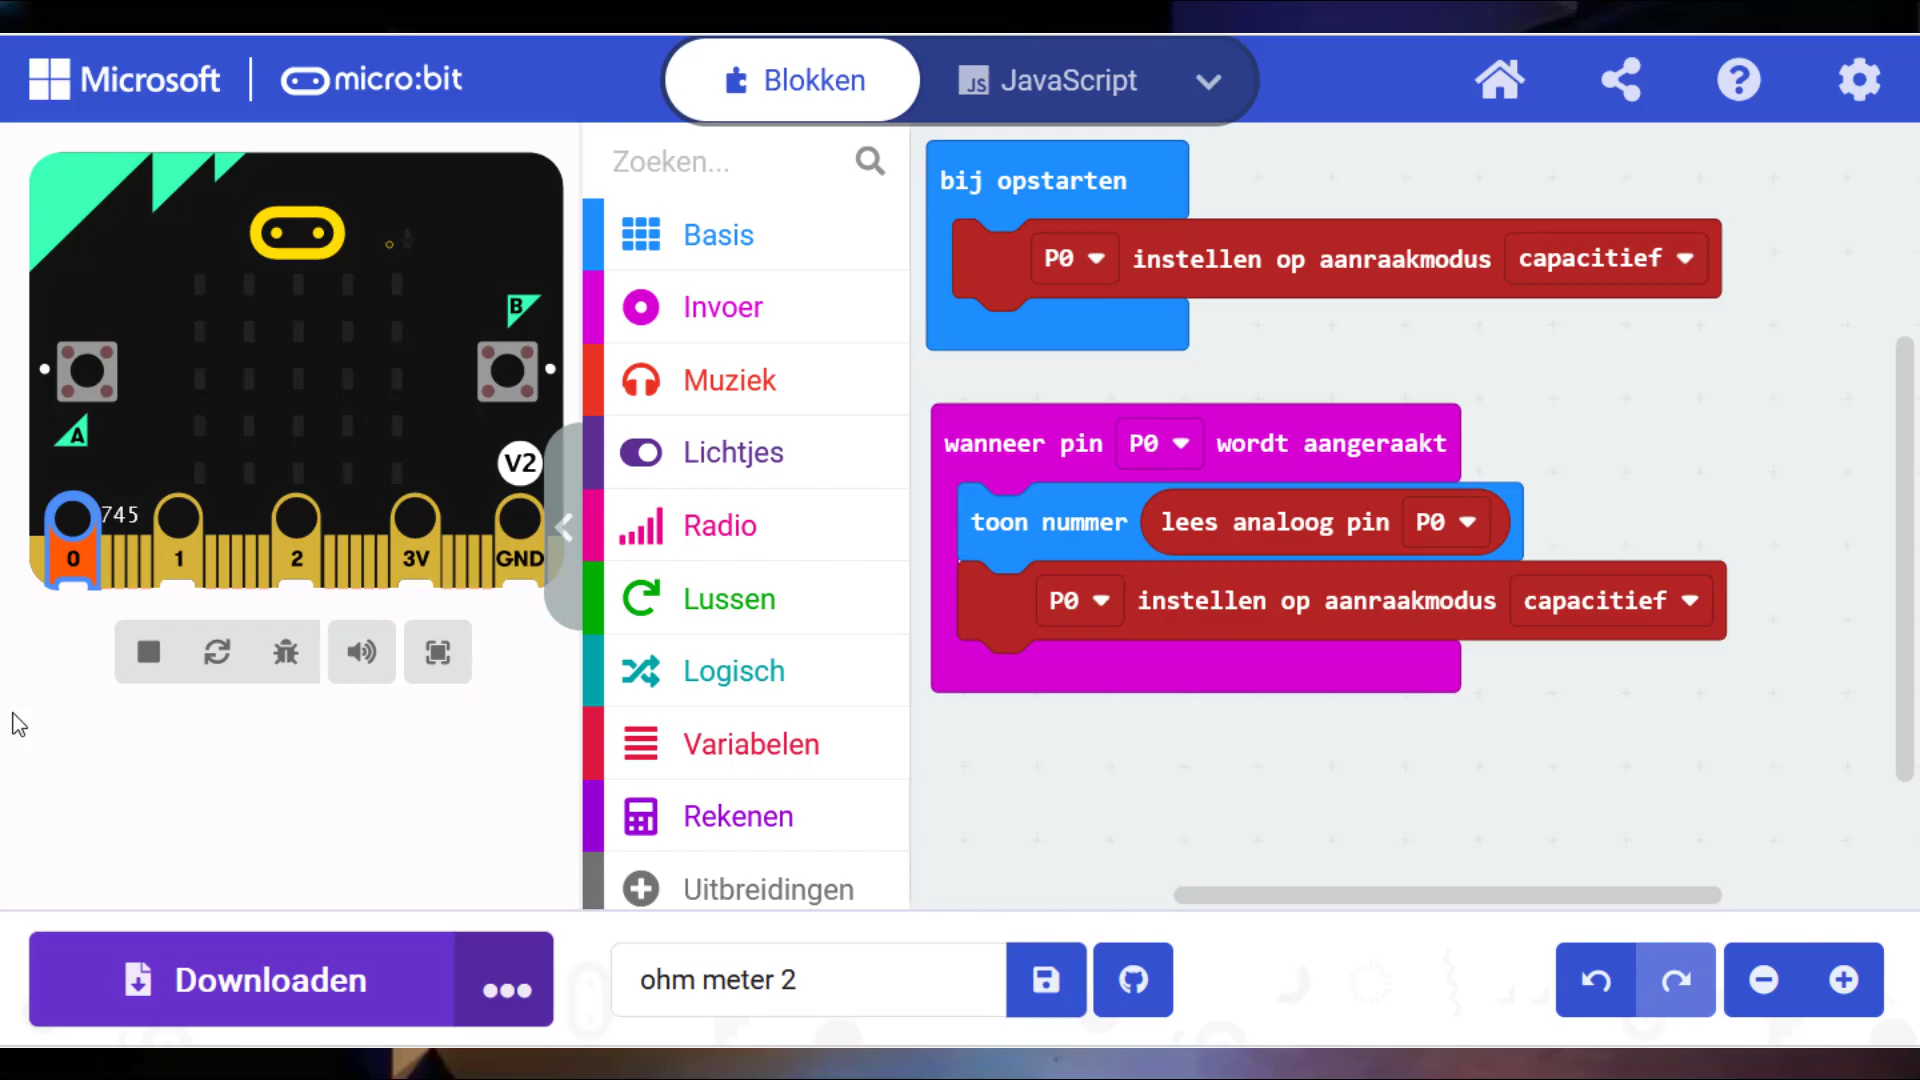 Microsoft
micro:bit
Blokken
JS JavaScript
B
A
V2
745
0
1
2
3V
GND
Zoeken...
Basis
Invoer
Muziek
Lichtjes
Radio
Lussen
Logisch
Variabelen
Rekenen
Uitbreidingen
bij opstarten
P0 instellen op aanraakmodus capacitief
wanneer pin P0 wordt aangeraakt
toon nummer lees analoog pin P0
P0 instellen op aanraakmodus capacitief
Downloaden
ohm meter 2